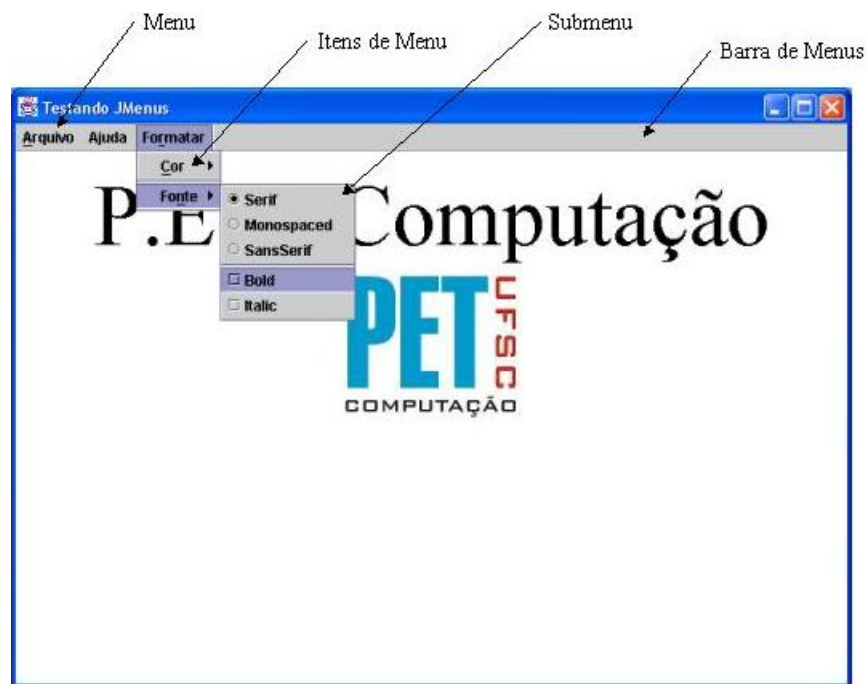 Menu
Itens de Menu
Submenu
Barra de Menus
Testando JMenus
Arquivo Ajuda Formatar
Cor
Fonte
Serif
Monospaced
SansSerif
Bold
Italic
P.E Computação
PET UFSC
COMPUTAÇÃO